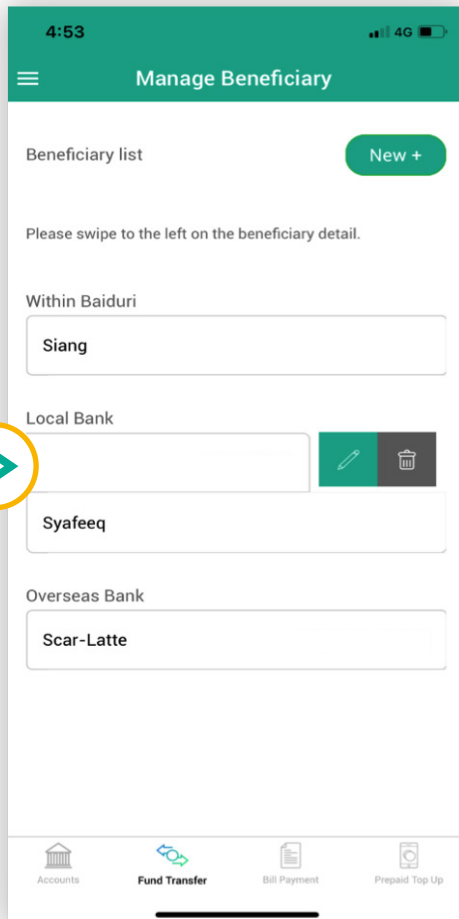 4:53
4G
Manage Beneficiary
Beneficiary list
New +
Please swipe to the left on the beneficiary detail.
Within Baiduri
Siang
Local Bank
Syafeeq
Overseas Bank
Scar-Latte
Accounts
Fund Transfer
Bill Payment
Prepaid Top Up